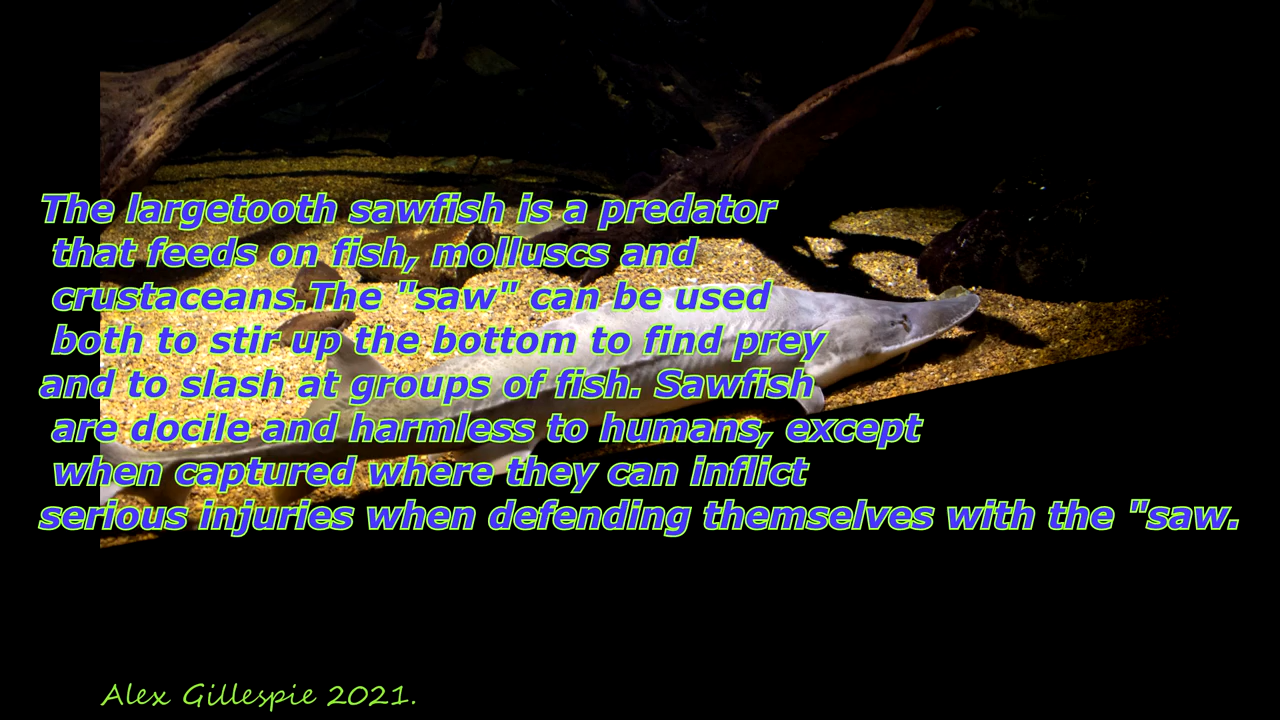 The largetooth sawfish is a predator
that feeds on fish, molluscs and
crustaceans.The "saw" can be used
both to stir up the bottom to find prey
and to slash at groups of fish. Sawfish
are docile and harmless to humans, except
when captured where they can inflict
serious injuries when defending themselves with the "saw.
Alex Gillespie 2021.